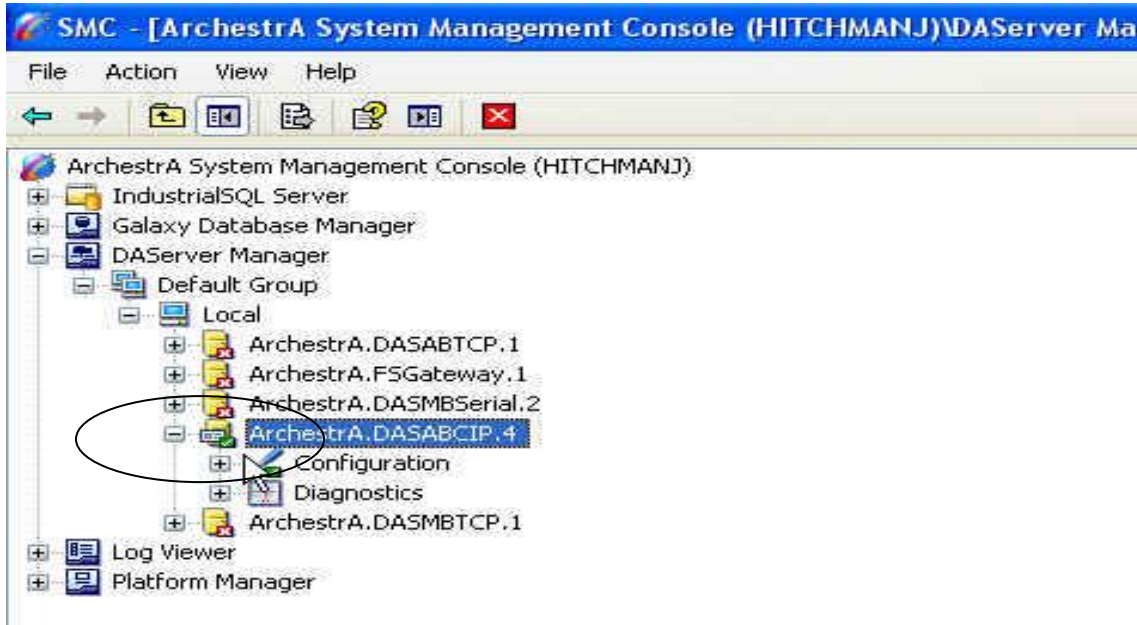 SMC - [ArchestrA System Management Console (HITCHMANJ)\DAServer Ma
File Action View Help
ArchestrA System Management Console (HITCHMANJ)
IndustrialSQL Server
Galaxy Database Manager
DAServer Manager
Default Group
Local
ArchestrA.DASABTCP.1
ArchestrA.FSGateway.1
ArchestrA.DASMBSerial.2
ArchestrA.DASABCIP.4
Configuration
Diagnostics
ArchestrA.DASMBTCP.1
Log Viewer
Platform Manager